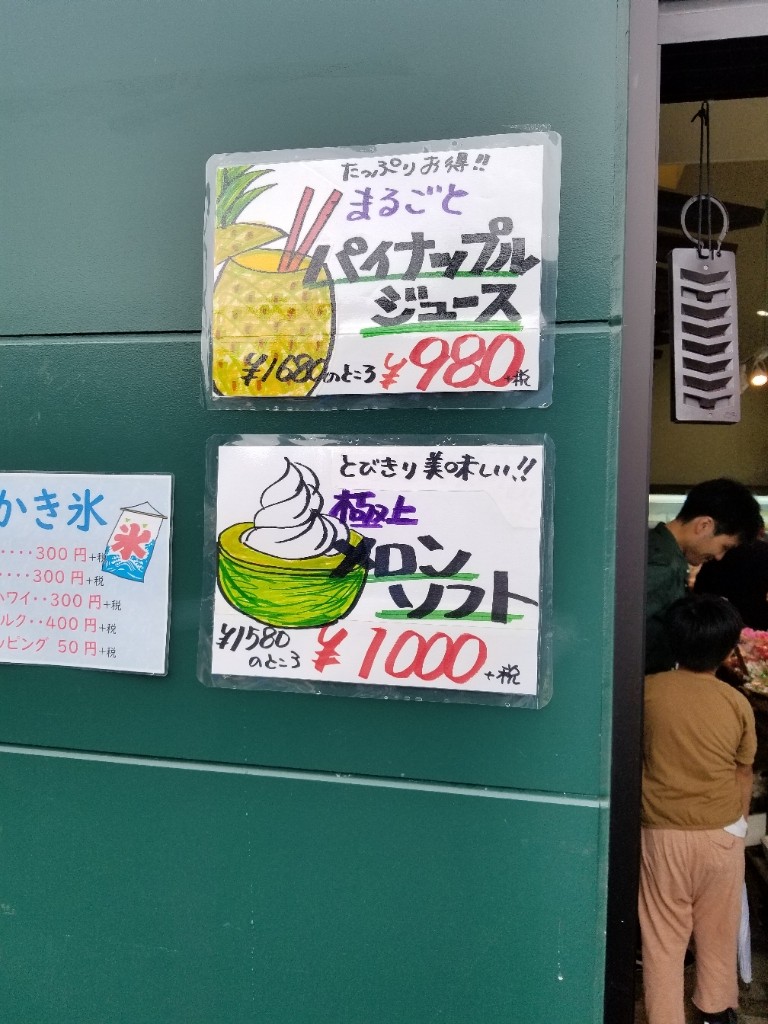 たっぷりお得!!
まるごと
パイナップル
ジュース
¥1680のところ ¥980+税
とびきり美味しい!!
極上
メロン
ソフト
¥1580
のところ
¥1000+税
かき氷
氷
・・・・300円+税
・・・・300円+税
ハワイ・・300円+税
ルク・・400円+税
ッピング 50円+税